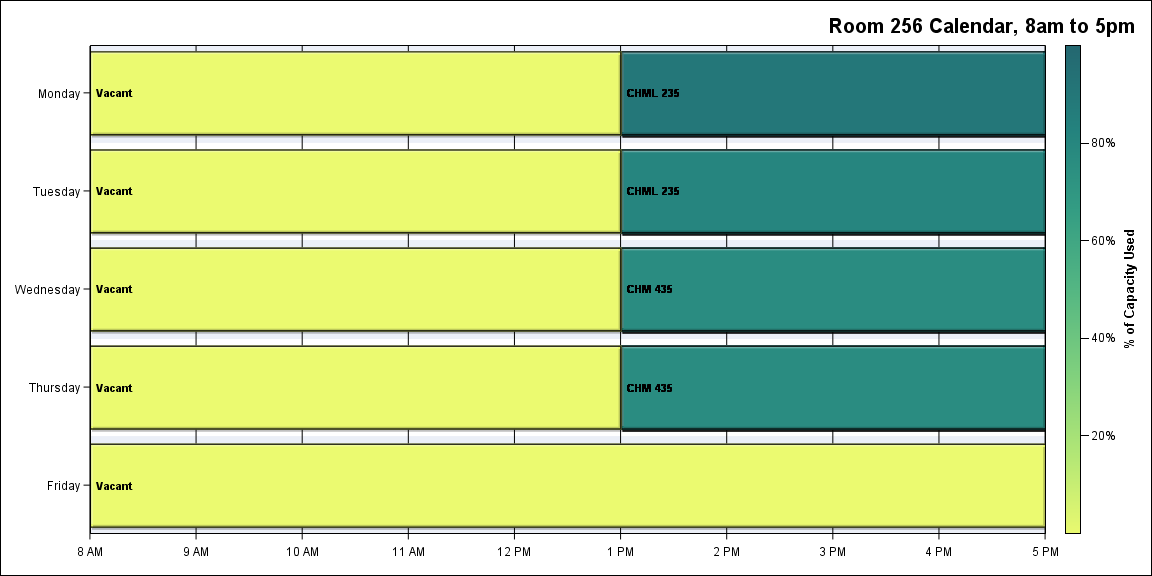 Room 256 Calendar, 8am to 5pm
Monday
Vacant
CHML 235
Tuesday
Vacant
CHML 235
Wednesday
Vacant
CHM 435
Thursday
Vacant
CHM 435
Friday
Vacant
8 AM
9 AM
10 AM
11 AM
12 PM
1 PM
2 PM
3 PM
4 PM
5 PM
80%
60%
40%
20%
% of Capacity Used